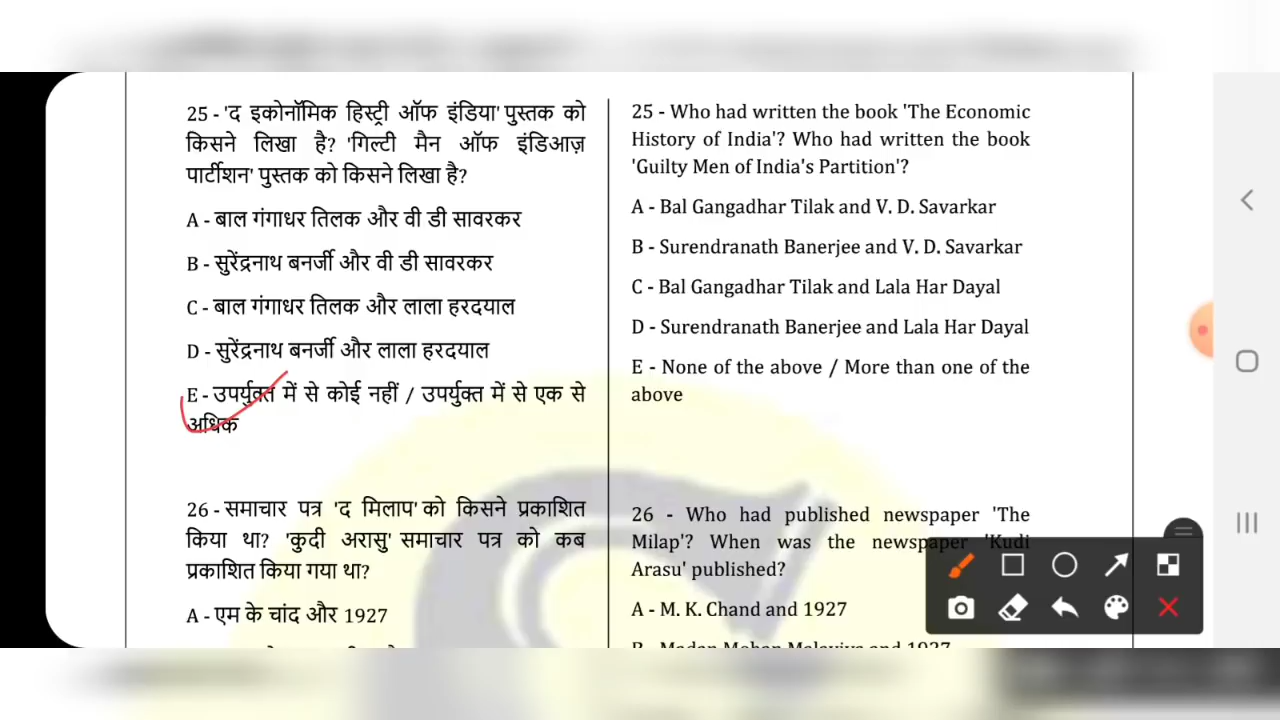 25 - 'द इकोनॉमिक हिस्ट्री ऑफ इंडिया' पुस्तक को
किसने लिखा है? 'गिल्टी मैन ऑफ इंडिआज़
पार्टीशन' पुस्तक को किसने लिखा है?
A - बाल गंगाधर तिलक और वी डी सावरकर
B - सुरेंद्रनाथ बनर्जी और वी डी सावरकर
C - बाल गंगाधर तिलक और लाला हरदयाल
D - सुरेंद्रनाथ बनर्जी और लाला हरदयाल
E - उपर्युक्त में से कोई नहीं / उपर्युक्त में से एक से
अधिक
26 - समाचार पत्र 'द मिलाप' को किसने प्रकाशित
किया था? 'कुदी अरासु' समाचार पत्र को कब
प्रकाशित किया गया था?
A - एम के चांद और 1927
25 - Who had written the book 'The Economic
History of India'? Who had written the book
'Guilty Men of India's Partition'?
A - Bal Gangadhar Tilak and V. D. Savarkar
B - Surendranath Banerjee and V. D. Savarkar
C - Bal Gangadhar Tilak and Lala Har Dayal
D - Surendranath Banerjee and Lala Har Dayal
E - None of the above / More than one of the
above
26 - Who had published newspaper 'The
Milap'? When was the newspaper 'Kudi
Arasu' published?
A - M. K. Chand and 1927
B - Madan Mohan Malaviya and 1927